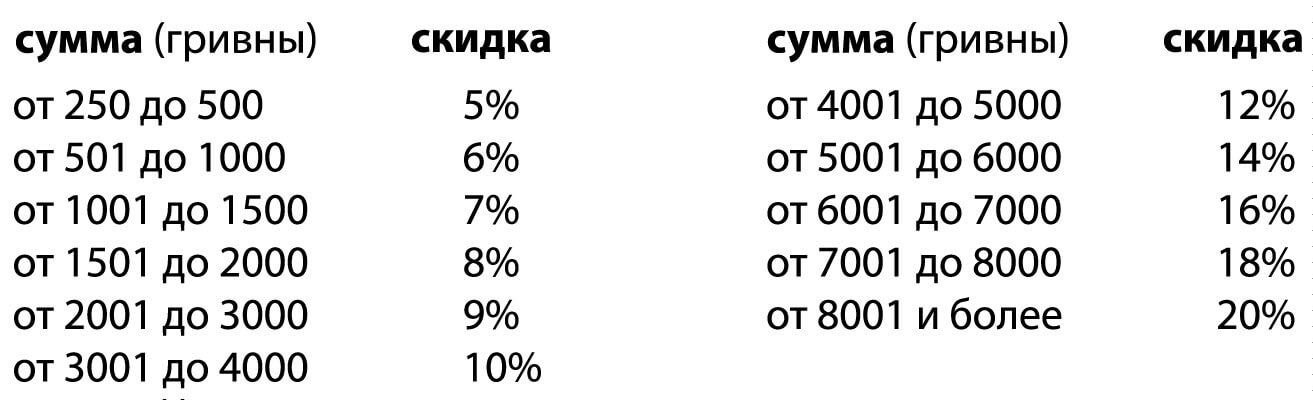 сумма (гривны) скидка
от 250 до 500 5%
от 501 до 1000 6%
от 1001 до 1500 7%
от 1501 до 2000 8%
от 2001 до 3000 9%
от 3001 до 4000 10%
сумма (гривны) скидка
от 4001 до 5000 12%
от 5001 до 6000 14%
от 6001 до 7000 16%
от 7001 до 8000 18%
от 8001 и более 20%